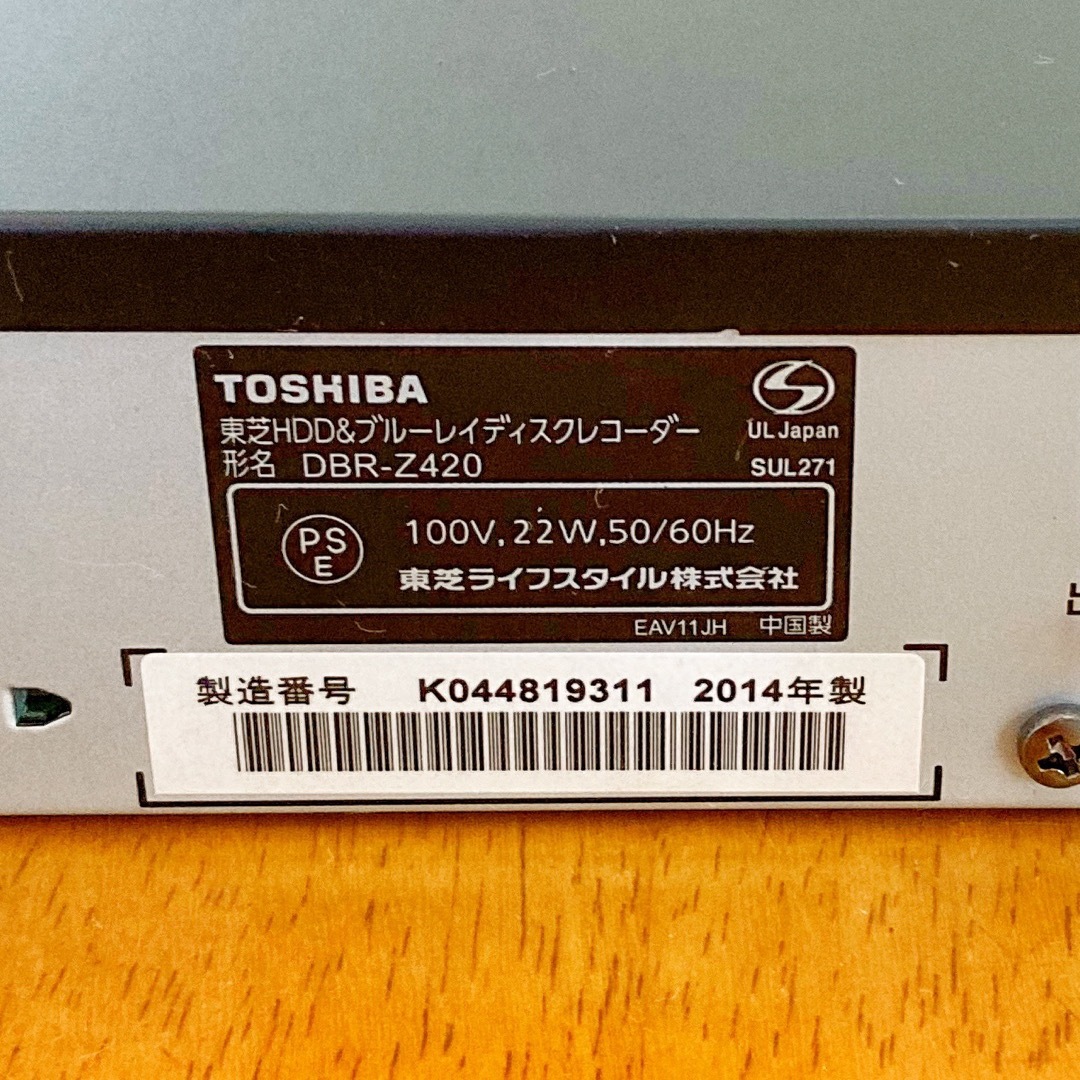 TOSHIBA
東芝HDD&ブルーレイディスクレコーダー
形名 DBR-Z420
UL Japan
SUL271
PSE
100V,22W,50/60Hz
東芝ライフスタイル株式会社
EAV11JH 中国製
製造番号 K044819311 2014年製